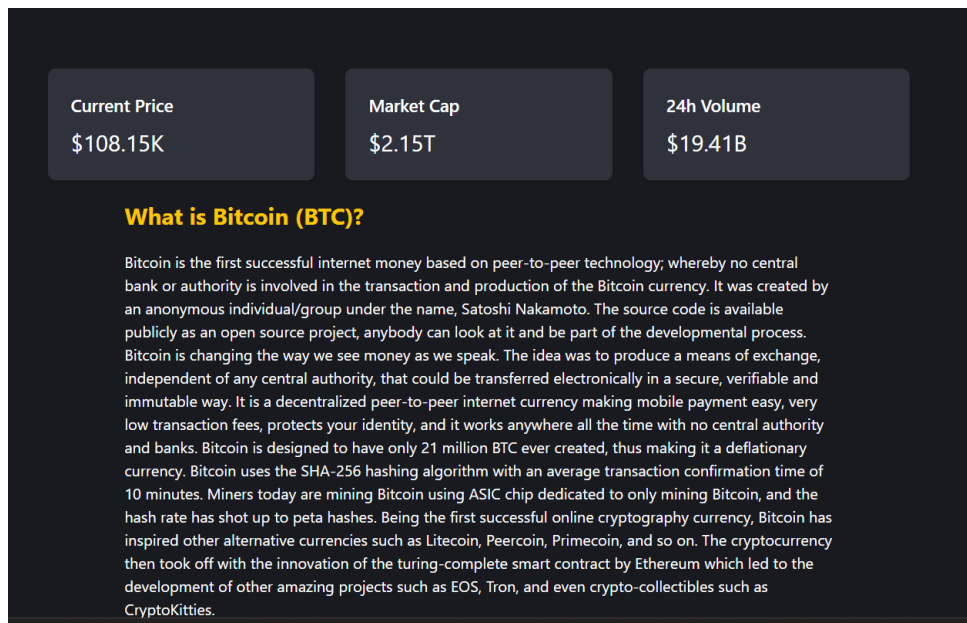 Current Price
$108.15K
Market Cap
$2.15T
24h Volume
$19.41B
What is Bitcoin (BTC)?
Bitcoin is the first successful internet money based on peer-to-peer technology; whereby no central
bank or authority is involved in the transaction and production of the Bitcoin currency. It was created by
an anonymous individual/group under the name, Satoshi Nakamoto. The source code is available
publicly as an open source project, anybody can look at it and be part of the developmental process.
Bitcoin is changing the way we see money as we speak. The idea was to produce a means of exchange,
independent of any central authority, that could be transferred electronically in a secure, verifiable and
immutable way. It is a decentralized peer-to-peer internet currency making mobile payment easy, very
low transaction fees, protects your identity, and it works anywhere all the time with no central authority
and banks. Bitcoin is designed to have only 21 million BTC ever created, thus making it a deflationary
currency. Bitcoin uses the SHA-256 hashing algorithm with an average transaction confirmation time of
10 minutes. Miners today are mining Bitcoin using ASIC chip dedicated to only mining Bitcoin, and the
hash rate has shot up to peta hashes. Being the first successful online cryptography currency, Bitcoin has
inspired other alternative currencies such as Litecoin, Peercoin, Primecoin, and so on. The cryptocurrency
then took off with the innovation of the turing-complete smart contract by Ethereum which led to the
development of other amazing projects such as EOS, Tron, and even crypto-collectibles such as
CryptoKitties.